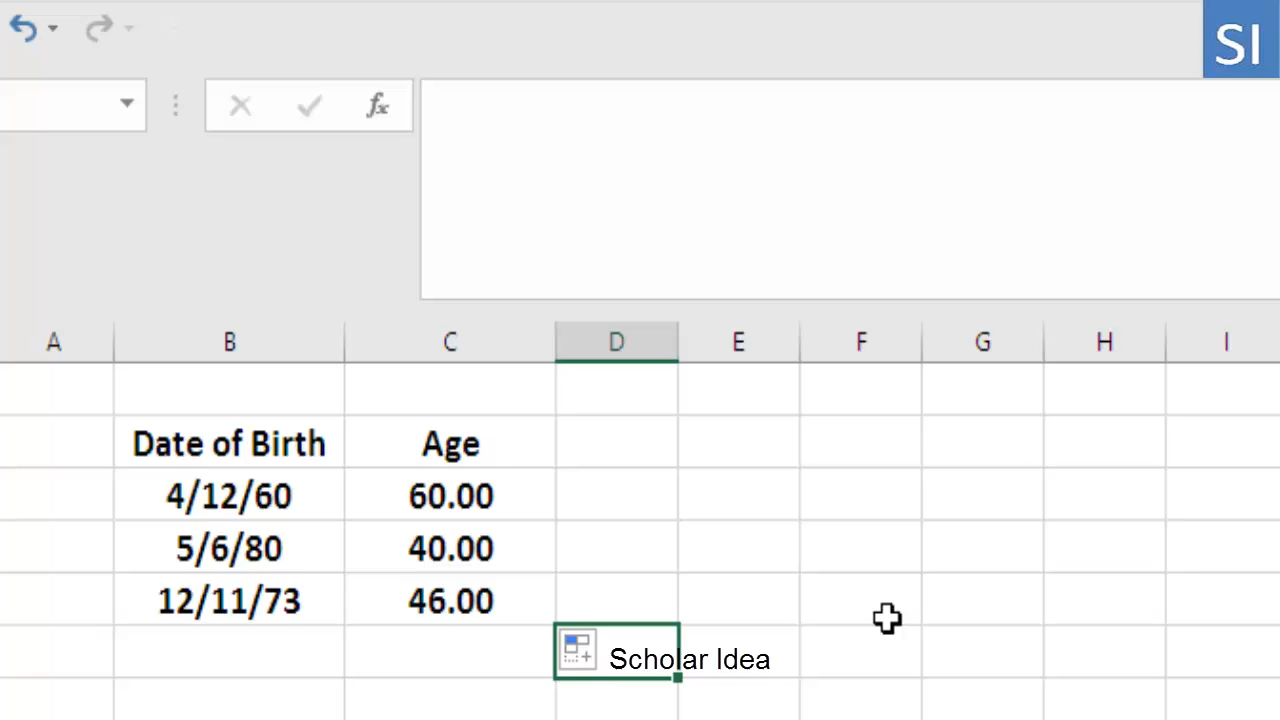 SI
fx
A B C D E F G H I
Date of Birth Age
4/12/60 60.00
5/6/80 40.00
12/11/73 46.00
Scholar Idea